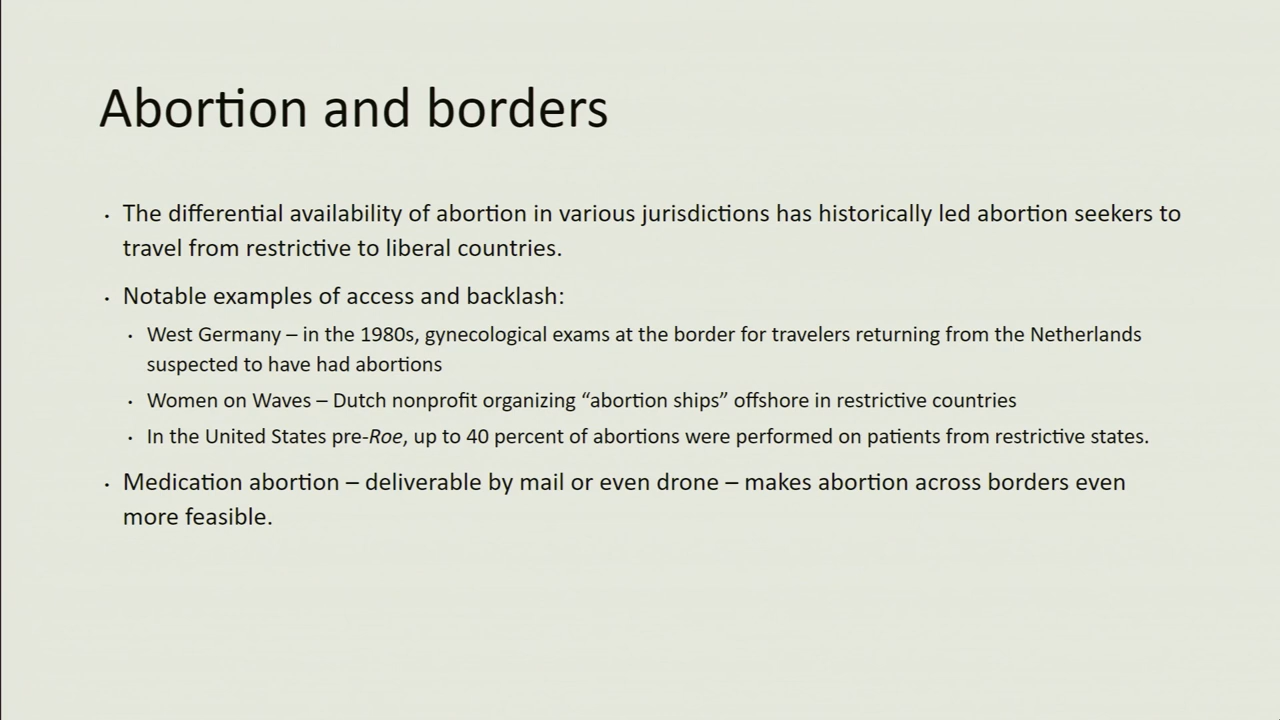 Abortion and borders
• The differential availability of abortion in various jurisdictions has historically led abortion seekers to
travel from restrictive to liberal countries.
• Notable examples of access and backlash:
• West Germany – in the 1980s, gynecological exams at the border for travelers returning from the Netherlands
suspected to have had abortions
• Women on Waves – Dutch nonprofit organizing “abortion ships” offshore in restrictive countries
• In the United States pre-Roe, up to 40 percent of abortions were performed on patients from restrictive states.
• Medication abortion – deliverable by mail or even drone – makes abortion across borders even
more feasible.